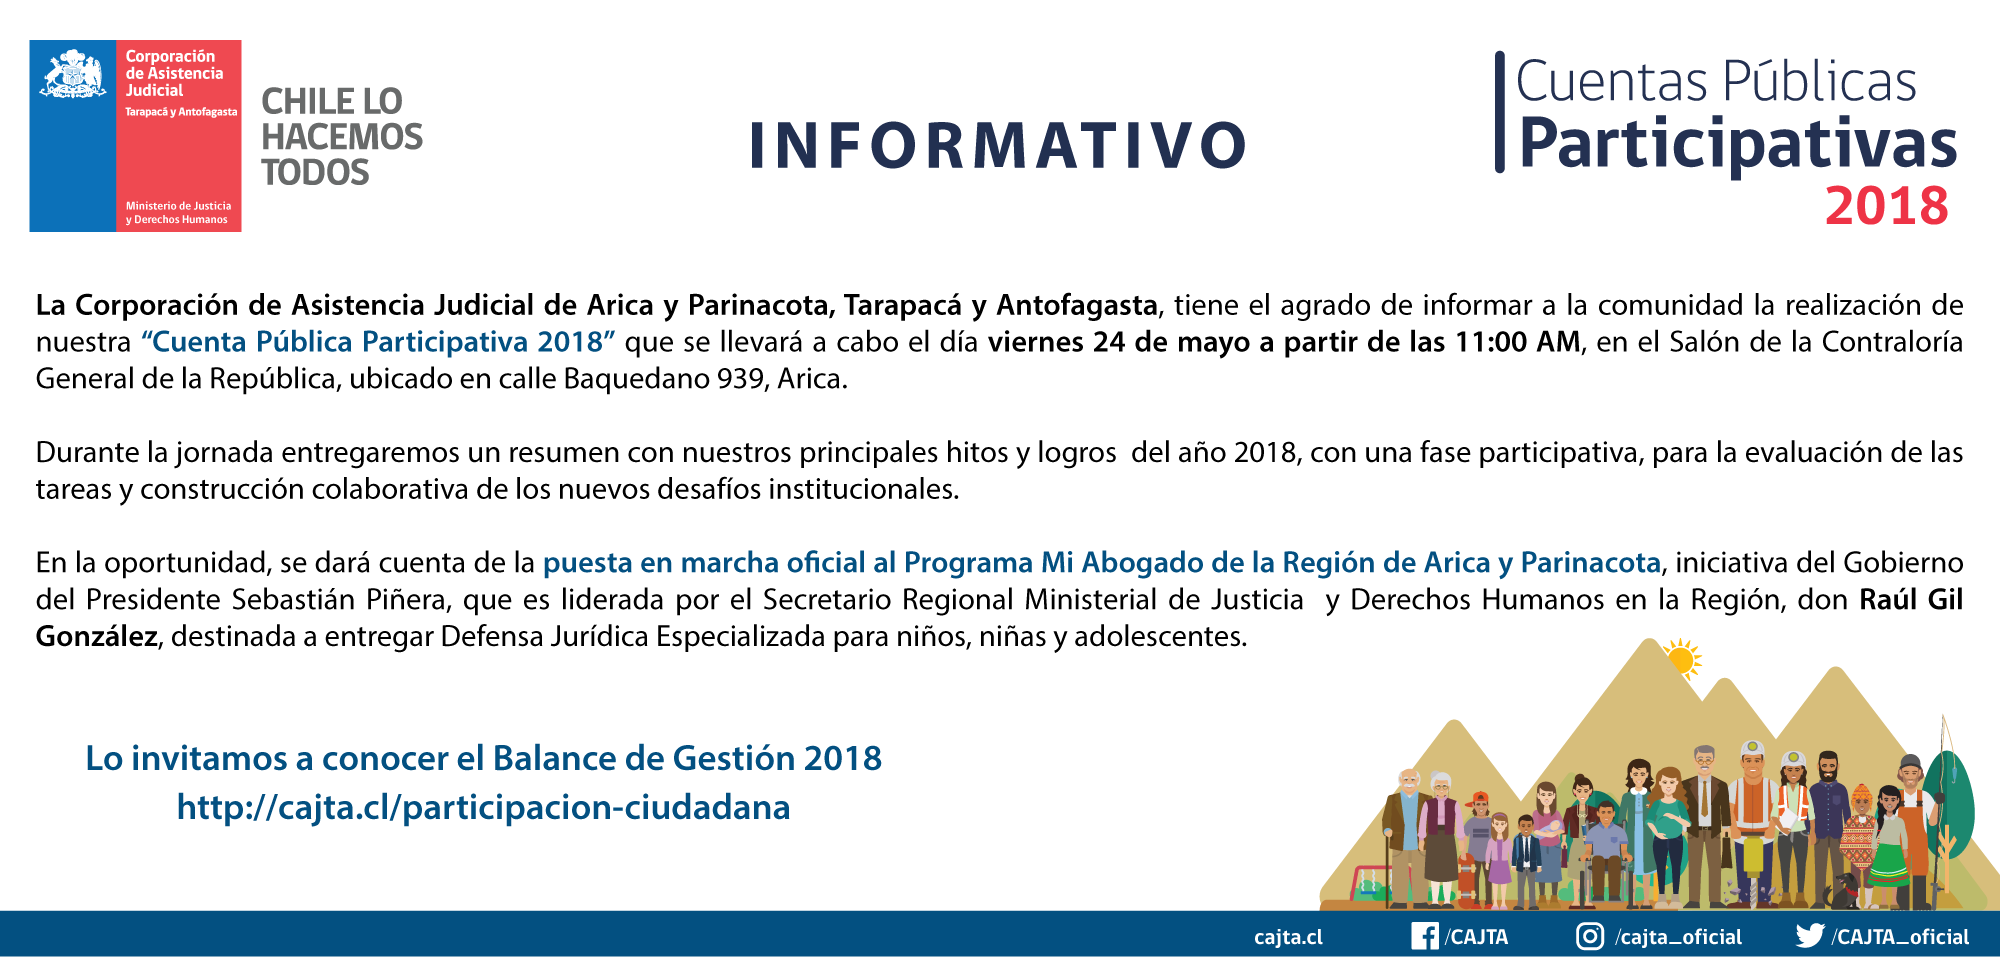 Corporación
de Asistencia
Judicial
Tarapacá y Antofagasta
Ministerio de Justicia
y Derechos Humanos
CHILE LO
HACEMOS
TODOS
INFORMATIVO
Cuentas Públicas
Participativas
2018
La Corporación de Asistencia Judicial de Arica y Parinacota, Tarapacá y Antofagasta, tiene el agrado de informar a la comunidad la realización de
nuestra “Cuenta Pública Participativa 2018” que se llevará a cabo el día viernes 24 de mayo a partir de las 11:00 AM, en el Salón de la Contraloría
General de la República, ubicado en calle Baquedano 939, Arica.
Durante la jornada entregaremos un resumen con nuestros principales hitos y logros  del año 2018, con una fase participativa, para la evaluación de las
tareas y construcción colaborativa de los nuevos desafíos institucionales.
En la oportunidad, se dará cuenta de la puesta en marcha oficial al Programa Mi Abogado de la Región de Arica y Parinacota, iniciativa del Gobierno
del Presidente Sebastián Piñera, que es liderada por el Secretario Regional Ministerial de Justicia  y Derechos Humanos en la Región, don Raúl Gil
González, destinada a entregar Defensa Jurídica Especializada para niños, niñas y adolescentes.
Lo invitamos a conocer el Balance de Gestión 2018
http://cajta.cl/participacion-ciudadana
cajta.cl
/CAJTA
/cajta_oficial
/CAJTA_oficial